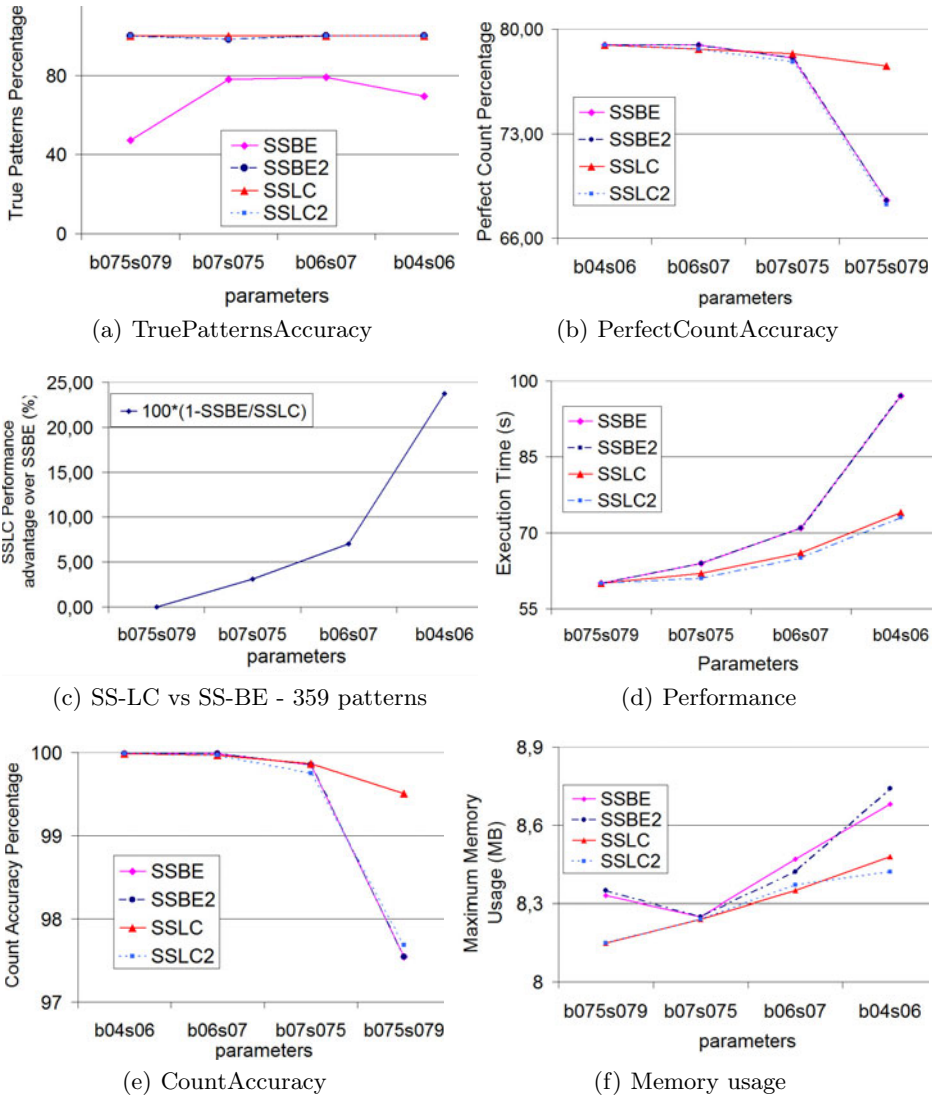 True Patterns Percentage
80
40
0
SSBE
SSBE2
SSLC
SSLC2
b075s079 b07s075 b06s07 b04s06
parameters
(a) TruePatternsAccuracy
Perfect Count Percentage
80,00
73,00
66,00
SSBE
SSBE2
SSLC
SSLC2
b04s06 b06s07 b07s075 b075s079
parameters
(b) PerfectCountAccuracy
SSLC Performance
advantage over SSBE (%)
25,00
20,00
15,00
10,00
5,00
0,00
100*(1-SSBE/SSLC)
b075s079 b07s075 b06s07 b04s06
parameters
(c) SS-LC vs SS-BE - 359 patterns
Execution Time (s)
100
85
70
55
SSBE
SSBE2
SSLC
SSLC2
b075s079 b07s075 b06s07 b04s06
Parameters
(d) Performance
Count Accuracy Percentage
100
99
98
97
SSBE
SSBE2
SSLC
SSLC2
b04s06 b06s07 b07s075 b075s079
parameters
(e) CountAccuracy
Maximum Memory
Usage (MB)
8,9
8,6
8,3
8
SSBE
SSBE2
SSLC
SSLC2
b075s079 b07s075 b06s07 b04s06
parameters
(f) Memory usage